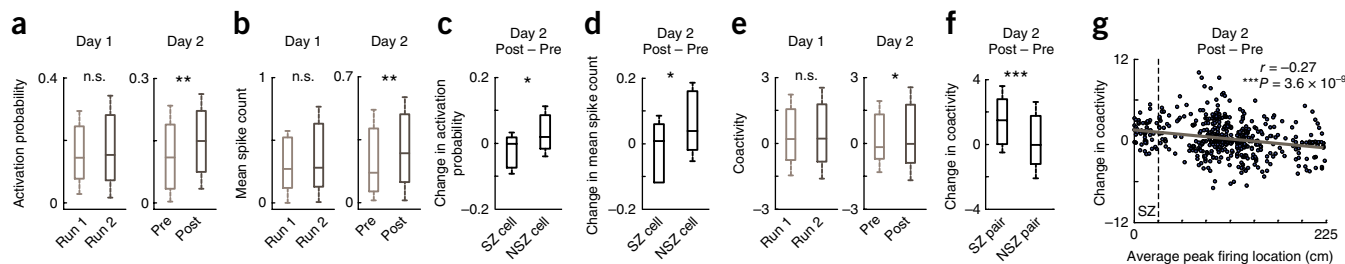 a
Day 1
Day 2
Activation probability
0.4
0
n.s.
Run 1
Run 2
0.3
0
**
Pre
Post
b
Day 1
Day 2
Mean spike count
1
0
n.s.
Run 1
Run 2
0.7
0
**
Pre
Post
c
Day 2
Post – Pre
Change in activation
probability
0.2
0
–0.2
*
SZ cell
NSZ cell
d
Day 2
Post – Pre
Change in mean spike count
0.2
0
–0.2
*
SZ cell
NSZ cell
e
Day 1
Day 2
Coactivity
3
0
–3
n.s.
Run 1
Run 2
3
0
–3
*
Pre
Post
f
Day 2
Post – Pre
Change in coactivity
4
0
–4
***
SZ pair
NSZ pair
g
Day 2
Post – Pre
r = –0.27
***P = 3.6 × 10⁻⁹
Change in coactivity
12
0
–12
SZ
0
225
Average peak firing location (cm)